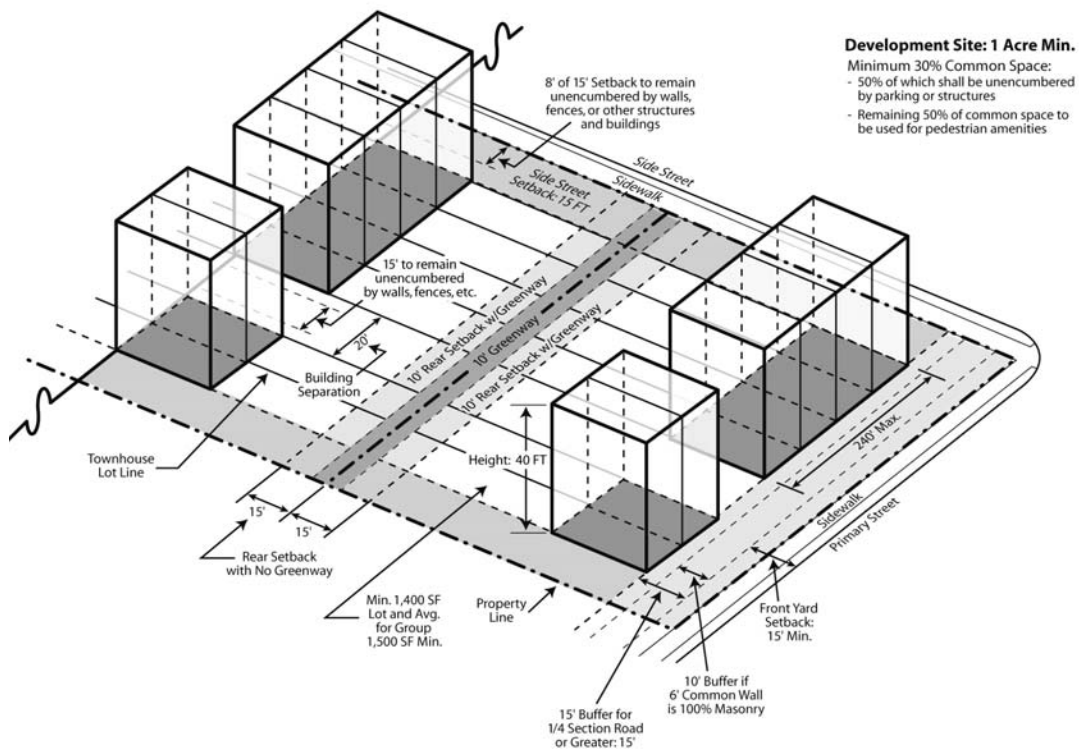 Development Site: 1 Acre Min.
Minimum 30% Common Space:
- 50% of which shall be unencumbered
by parking or structures
- Remaining 50% of common space to
be used for pedestrian amenities
8' of 15' Setback to remain
unencumbered by walls,
fences, or other structures
and buildings
Side Street
Sidewalk
Side Street
Setback: 15 FT
15' to remain
unencumbered
by walls, fences, etc.
20'
Building
Separation
10' Rear Setback w/Greenway
10' Greenway
10' Rear Setback w/Greenway
Height: 40 FT
240' Max.
Sidewalk
Primary Street
Townhouse
Lot Line
15'
15'
Rear Setback
with No Greenway
Min. 1,400 SF
Lot and Avg.
for Group
1,500 SF Min.
Property
Line
Front Yard
Setback:
15' Min.
10' Buffer if
6' Common Wall
is 100% Masonry
15' Buffer for
1/4 Section Road
or Greater: 15'